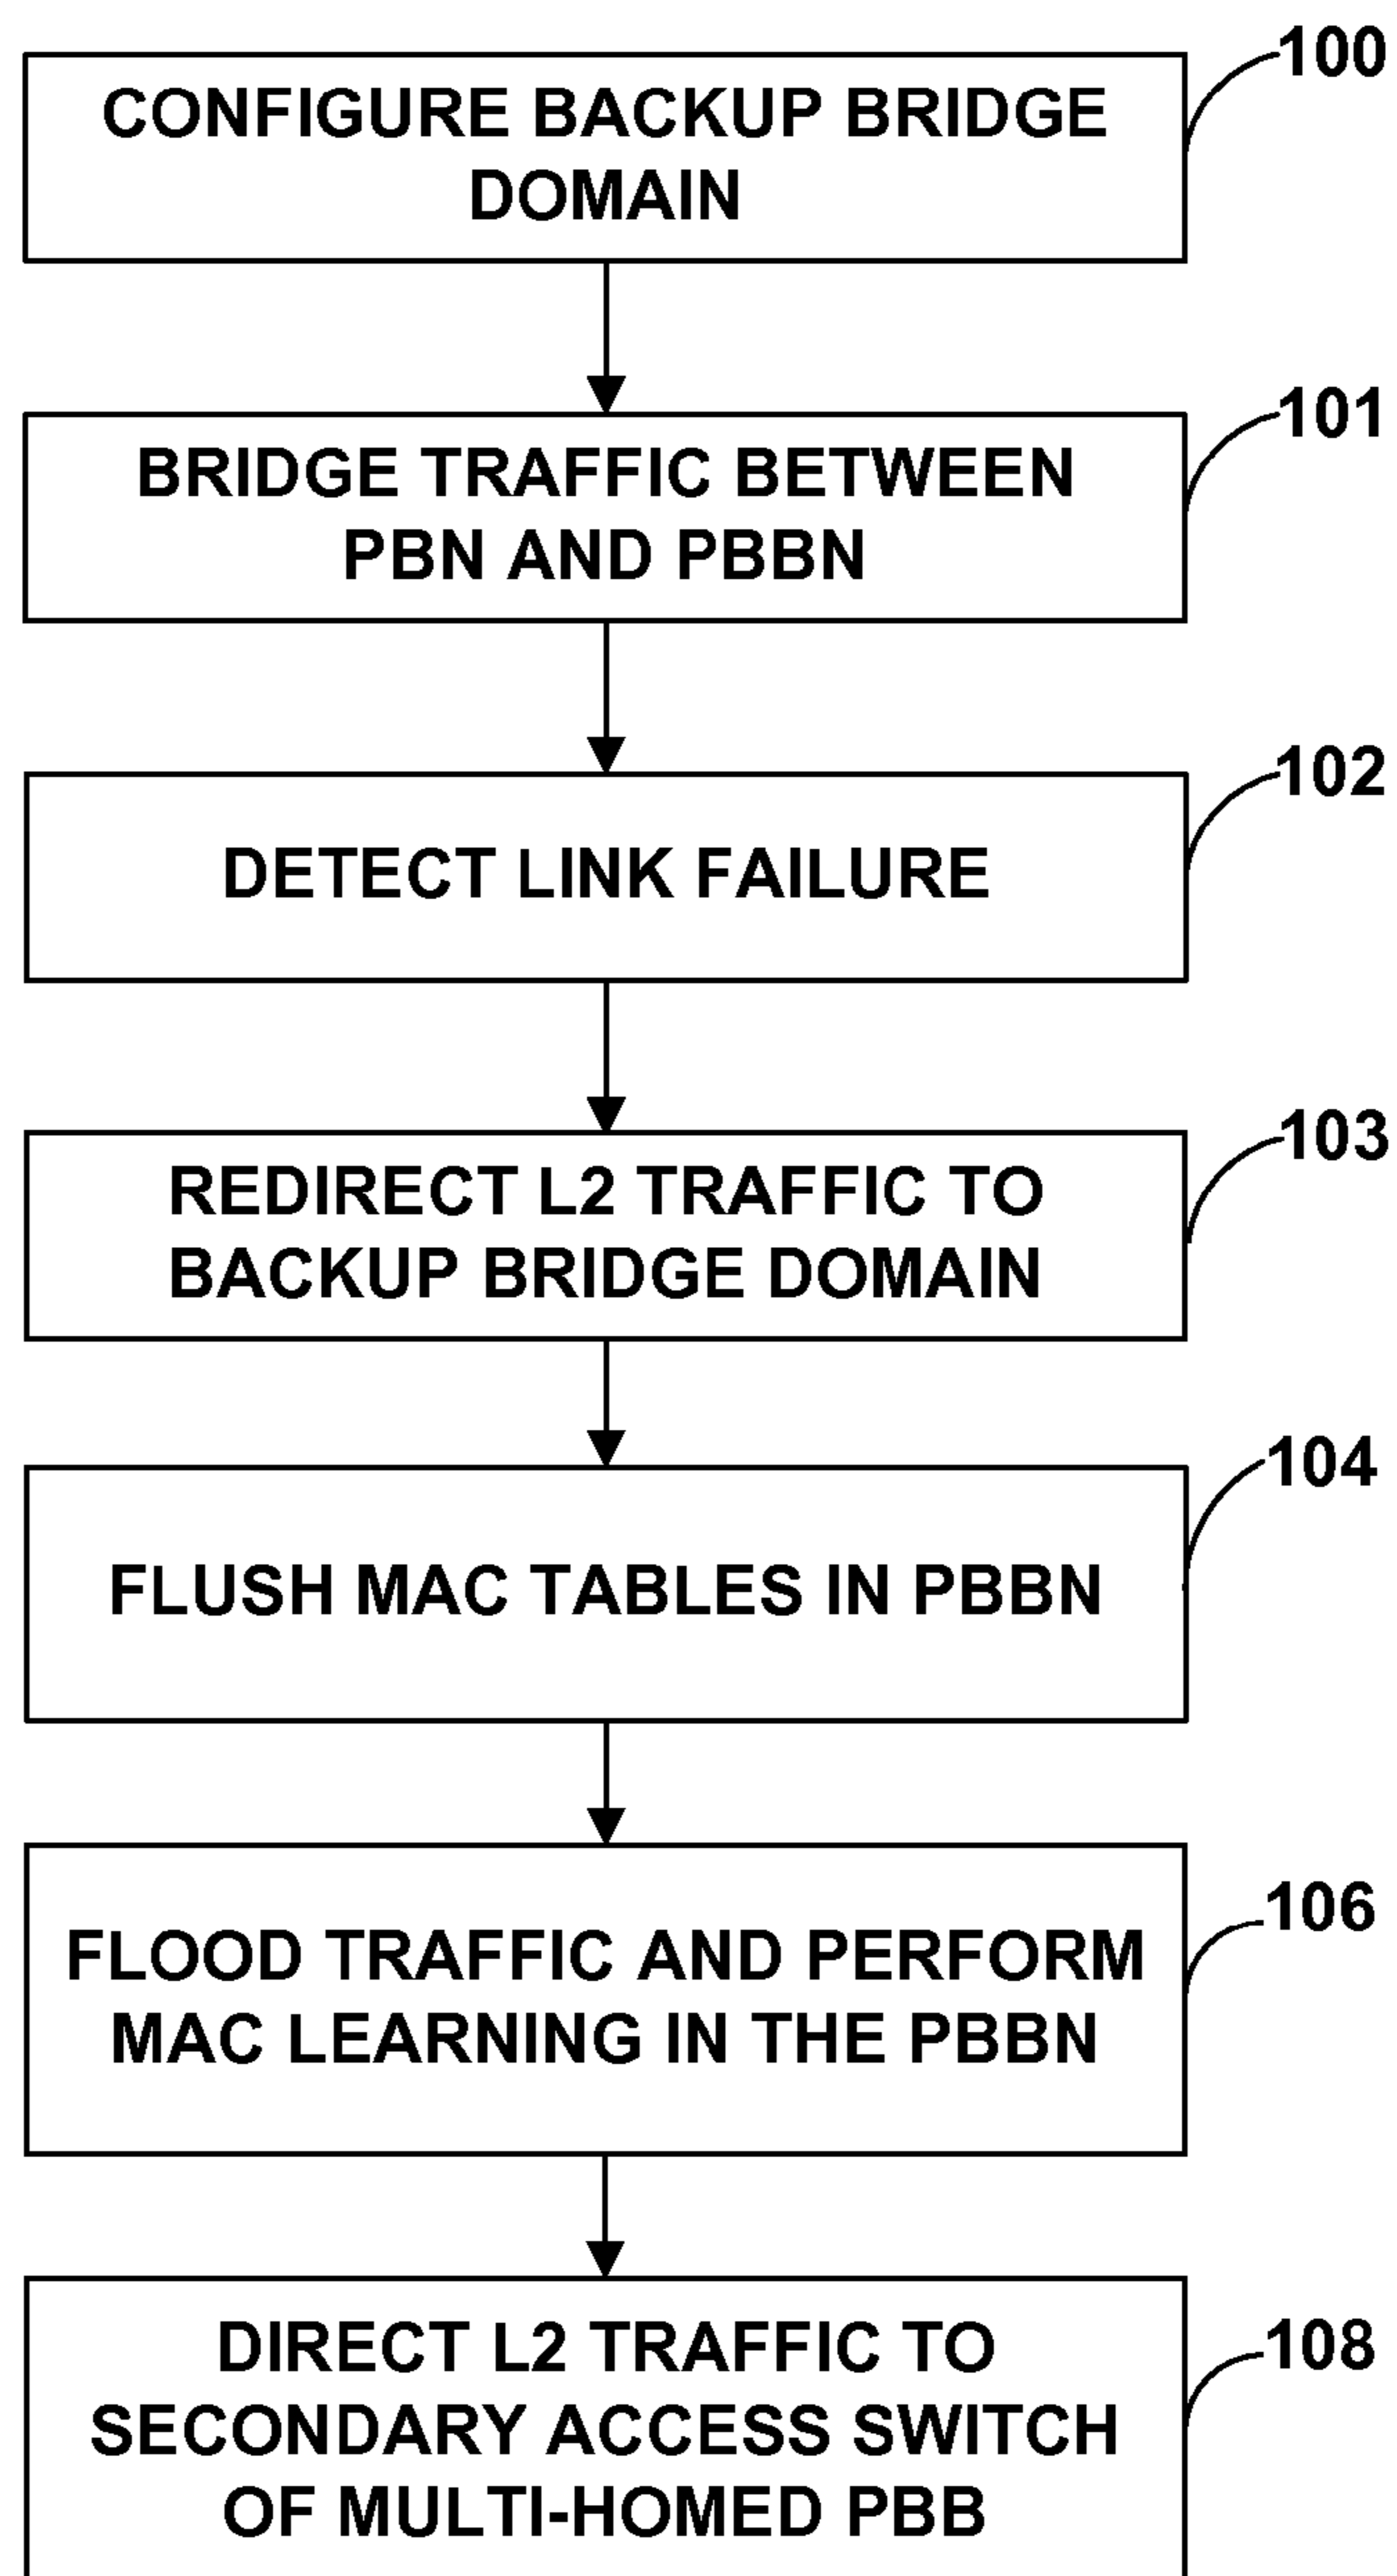 100
CONFIGURE BACKUP BRIDGE
DOMAIN
101
BRIDGE TRAFFIC BETWEEN
PBN AND PBBN
102
DETECT LINK FAILURE
103
REDIRECT L2 TRAFFIC TO
BACKUP BRIDGE DOMAIN
104
FLUSH MAC TABLES IN PBBN
106
FLOOD TRAFFIC AND PERFORM
MAC LEARNING IN THE PBBN
108
DIRECT L2 TRAFFIC TO
SECONDARY ACCESS SWITCH
OF MULTI-HOMED PBB